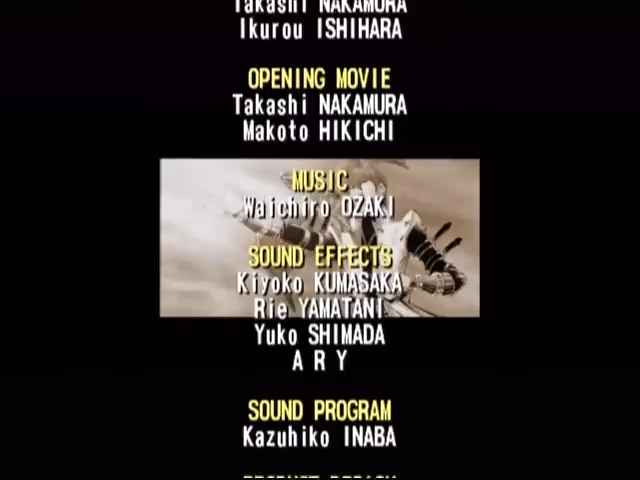 Takashi NAKAMURA
Ikurou ISHIHARA
OPENING MOVIE
Takashi NAKAMURA
Makoto HIKICHI
MUSIC
Waichiro OZAKI
SOUND EFFECTS
Kiyoko KUMASAKA
Rie YAMATANI
Yuko SHIMADA
A R Y
SOUND PROGRAM
Kazuhiko INABA